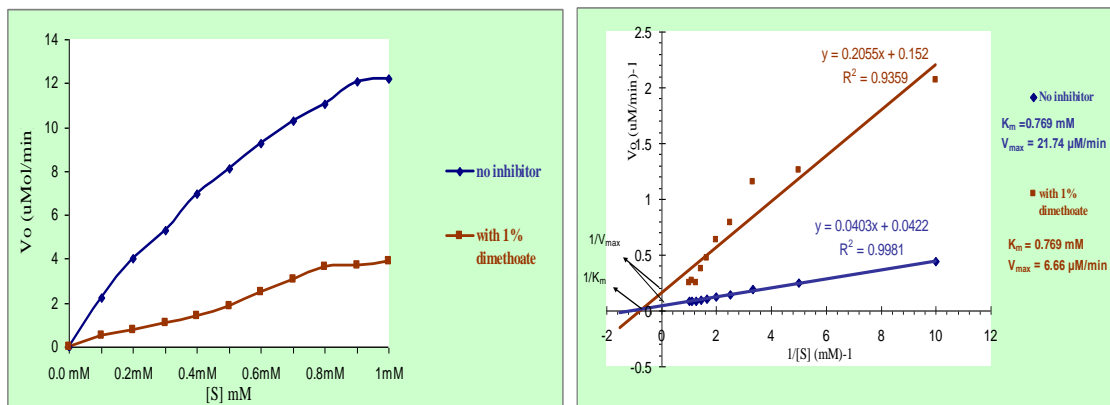 14
12
10
8
6
4
2
0
Vo (uMol/min
0.0 mM 0.2mM 0.4mM 0.6mM 0.8mM 1mM
[S] mM
no inhibitor
with 1%
dimethoate
2.5
2
1.5
1
0.5
0
-0.5
Vo (uM/min)-1
-2 0 2 4 6 8 10 12
1/[S] (mM)-1
y = 0.2055x + 0.152
R² = 0.9359
y = 0.0403x + 0.0422
R² = 0.9981
1/Vmax
1/Km
No inhibitor
Km =0.769 mM
Vmax = 21.74 µM/min
with 1%
dimethoate
Km = 0.769 mM
Vmax = 6.66 µM/min